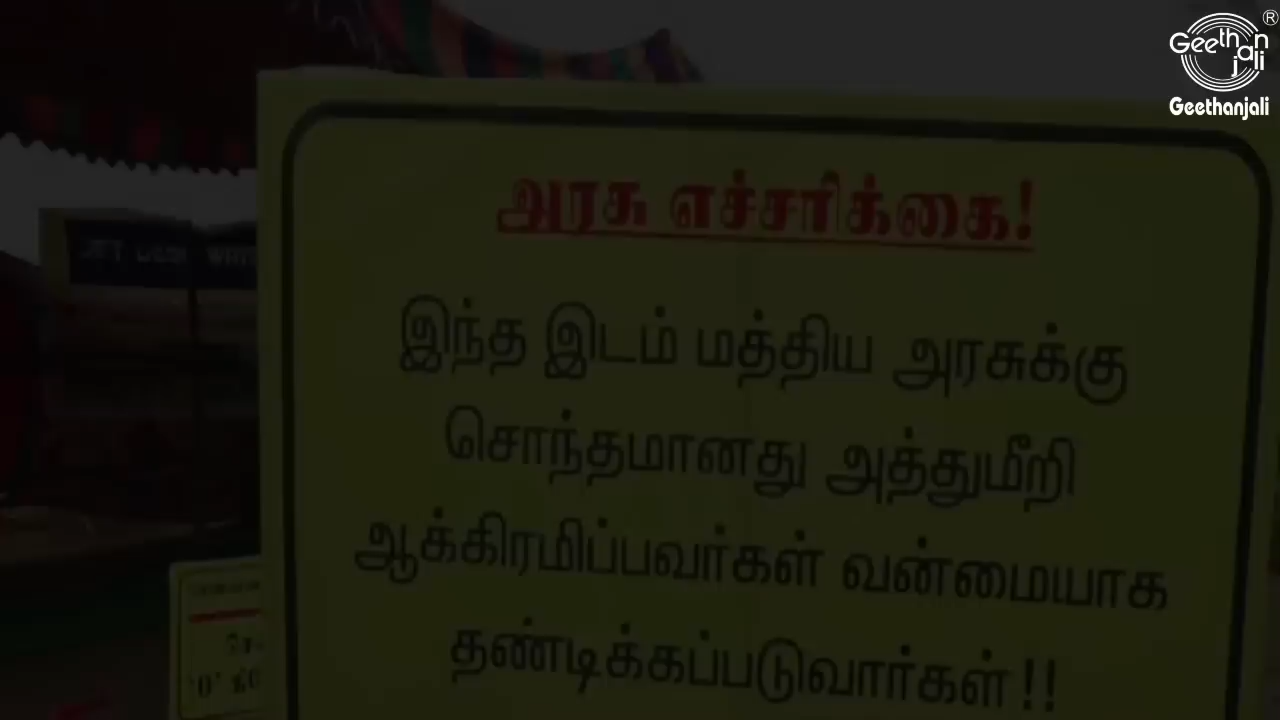 Geethanjali
Geethanjali
அரசு எச்சரிக்கை!
இந்த இடம் மத்திய அரசுக்கு
சொந்தமானது அத்துமீறி
ஆக்கிரமிப்பவர்கள் வன்மையாக
தண்டிக்கப்படுவார்கள்!!